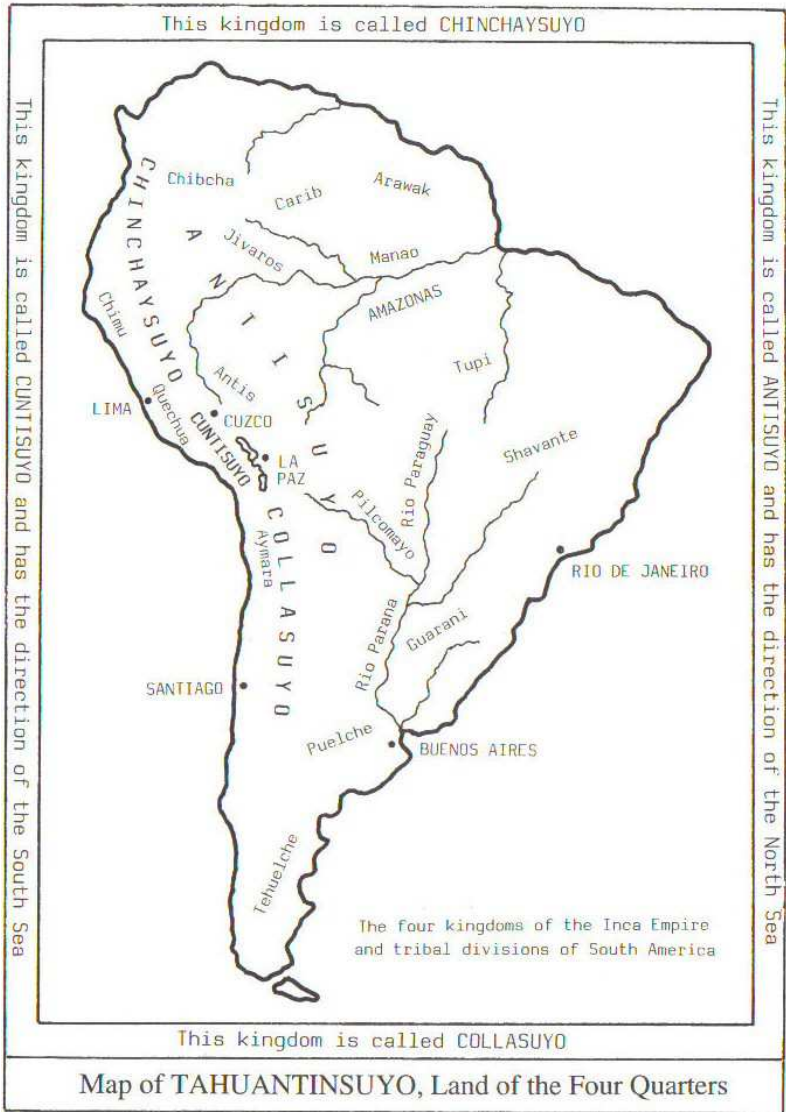 This kingdom is called CHINCHAYSUYO
This kingdom is called CUNTISUYO and has the direction of the South Sea
This kingdom is called ANTISUYO and has the direction of the North Sea
CHINCHAYSUYO
Chibcha
Carib
Arawak
ANTISUYO
Jivaros
Manao
AMAZONAS
Chimu
Tupi
Antis
LIMA
Quechua
CUZCO
CUNTISUYO
LA
PAZ
Rio Paraguay
Shavante
Pilcomayo
COLLASUYO
Aymara
RIO DE JANEIRO
Rio Parana
Guarani
SANTIAGO
Puelche
BUENOS AIRES
Tehuelche
The four kingdoms of the Inca Empire
and tribal divisions of South America
This kingdom is called COLLASUYO
Map of TAHUANTINSUYO, Land of the Four Quarters